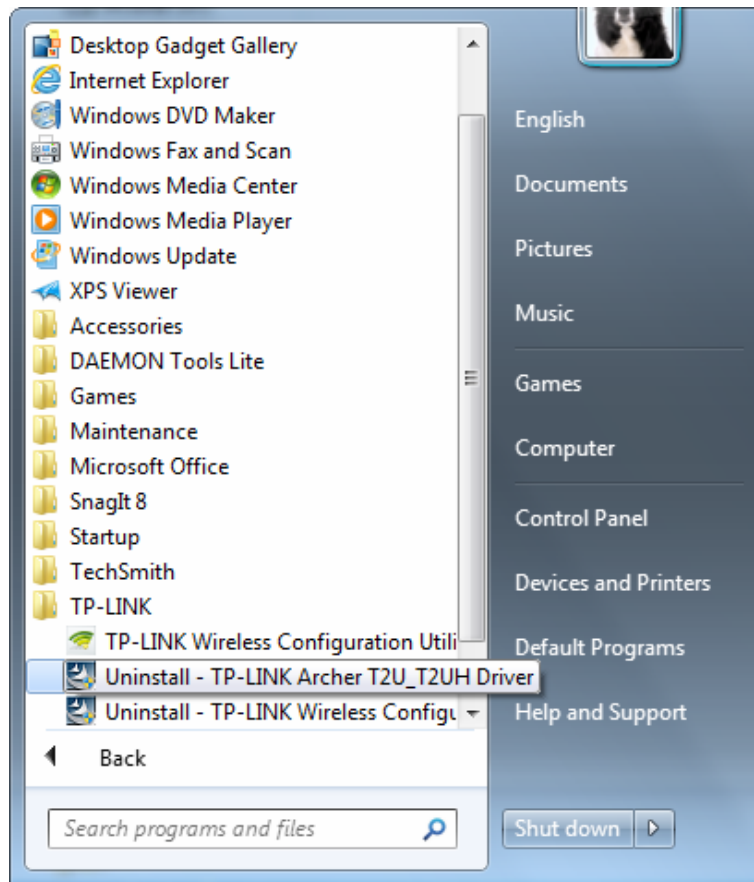 Desktop Gadget Gallery
Internet Explorer
Windows DVD Maker
Windows Fax and Scan
Windows Media Center
Windows Media Player
Windows Update
XPS Viewer
Accessories
DAEMON Tools Lite
Games
Maintenance
Microsoft Office
SnagIt 8
Startup
TechSmith
TP-LINK
TP-LINK Wireless Configuration Utili
Uninstall - TP-LINK Archer T2U_T2UH Driver
Uninstall - TP-LINK Wireless Configu
Back
Search programs and files
English
Documents
Pictures
Music
Games
Computer
Control Panel
Devices and Printers
Default Programs
Help and Support
Shut down